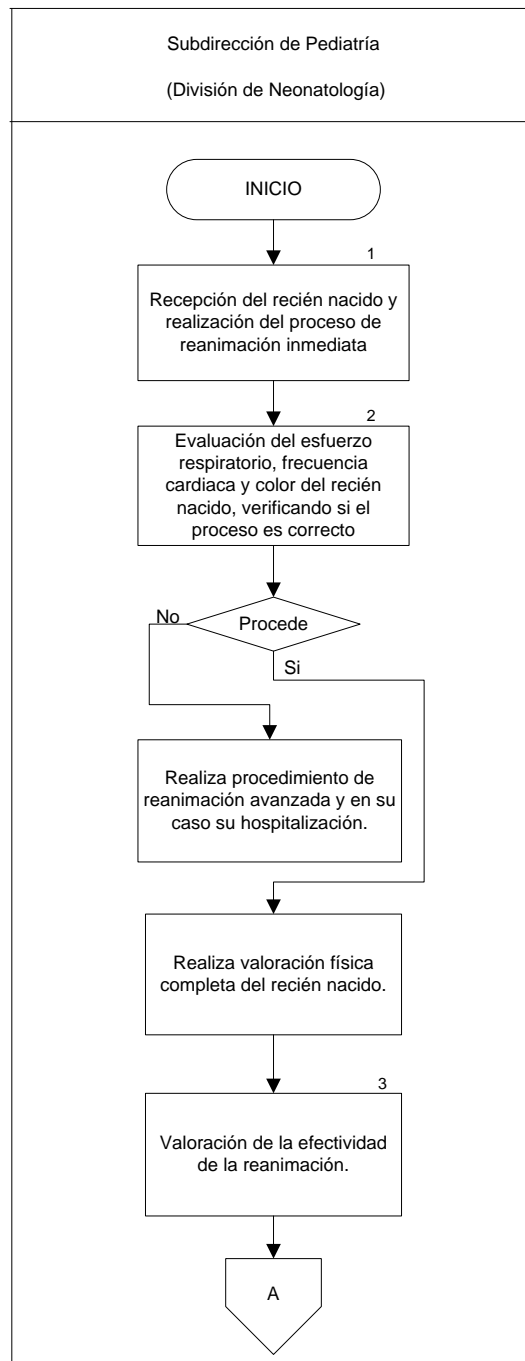 Subdirección de Pediatría
(División de Neonatología)
INICIO
1
Recepción del recién nacido y
realización del proceso de
reanimación inmediata
2
Evaluación del esfuerzo
respiratorio, frecuencia
cardiaca y color del recién
nacido, verificando si el
proceso es correcto
No
Procede
Si
Realiza procedimiento de
reanimación avanzada y en su
caso su hospitalización.
Realiza valoración física
completa del recién nacido.
3
Valoración de la efectividad
de la reanimación.
A